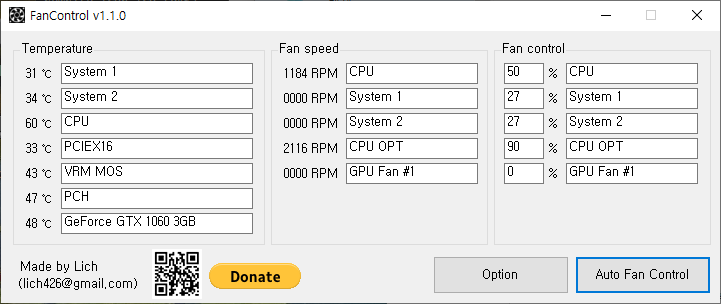 FanControl v1.1.0
Temperature
31 ℃ System 1
34 ℃ System 2
60 ℃ CPU
33 ℃ PCIEX16
43 ℃ VRM MOS
47 ℃ PCH
48 ℃ GeForce GTX 1060 3GB
Fan speed
1184 RPM CPU
0000 RPM System 1
0000 RPM System 2
2116 RPM CPU OPT
0000 RPM GPU Fan #1
Fan control
50 % CPU
27 % System 1
27 % System 2
90 % CPU OPT
0 % GPU Fan #1
Made by Lich
(lich426@gmail.com)
Donate
Option
Auto Fan Control